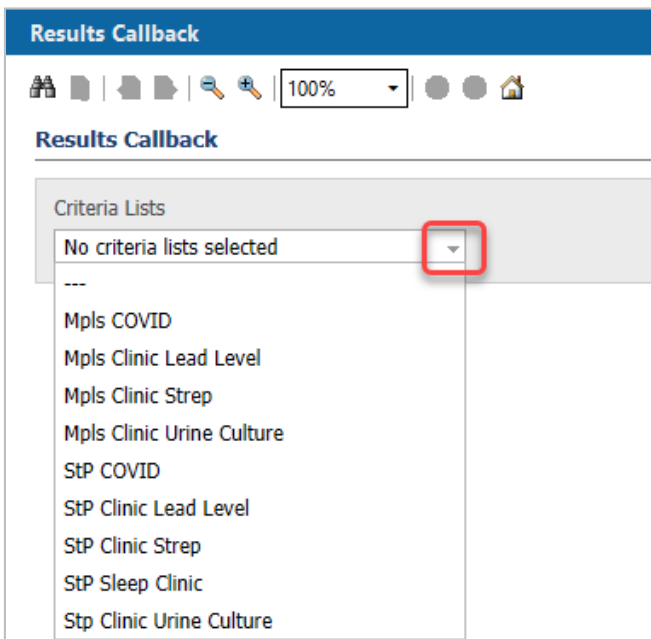 Results Callback
100%
Results Callback
Criteria Lists
No criteria lists selected
---
Mpls COVID
Mpls Clinic Lead Level
Mpls Clinic Strep
Mpls Clinic Urine Culture
StP COVID
StP Clinic Lead Level
StP Clinic Strep
StP Sleep Clinic
Stp Clinic Urine Culture